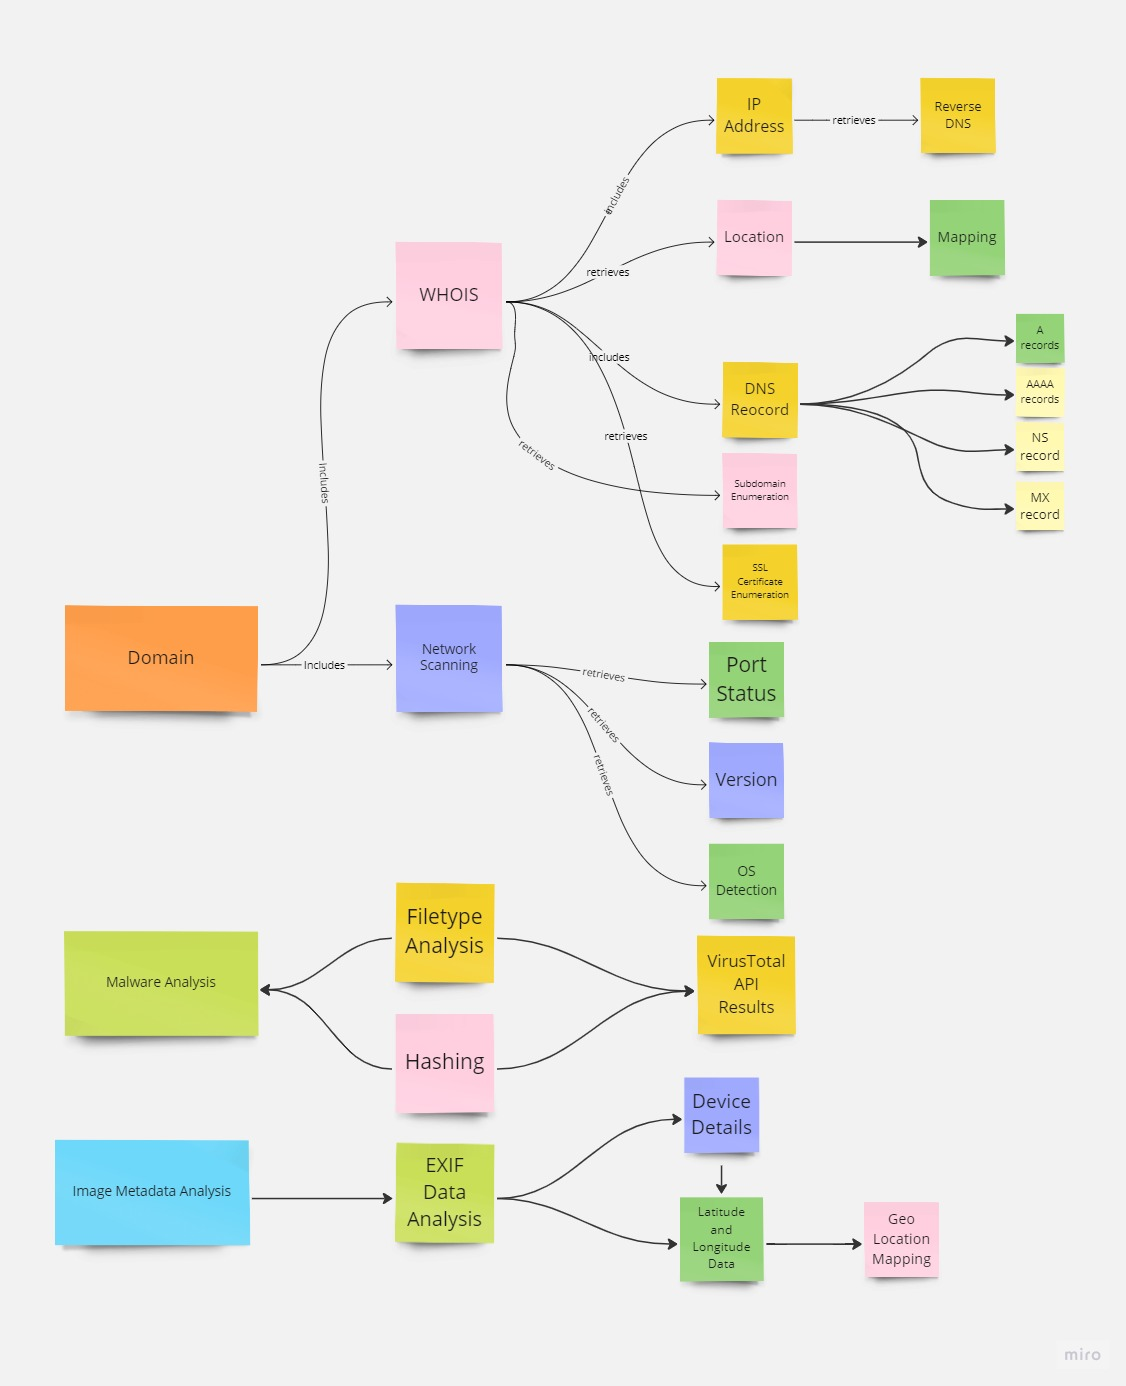 IP
Address
retrieves
Reverse
DNS
includes
Location
Mapping
WHOIS
retrieves
A
records
includes
AAAA
records
DNS
Reocord
NS
record
retrieves
retrieves
Subdomain
Enumeration
MX
record
Includes
SSL
Certificate
Enumeration
Domain
Includes
Network
Scanning
retrieves
Port
Status
retrieves
Version
retrieves
OS
Detection
Filetype
Analysis
Malware Analysis
VirusTotal
API
Results
Hashing
Device
Details
Image Metadata Analysis
EXIF
Data
Analysis
Latitude
and
Longitude
Data
Geo
Location
Mapping
miro